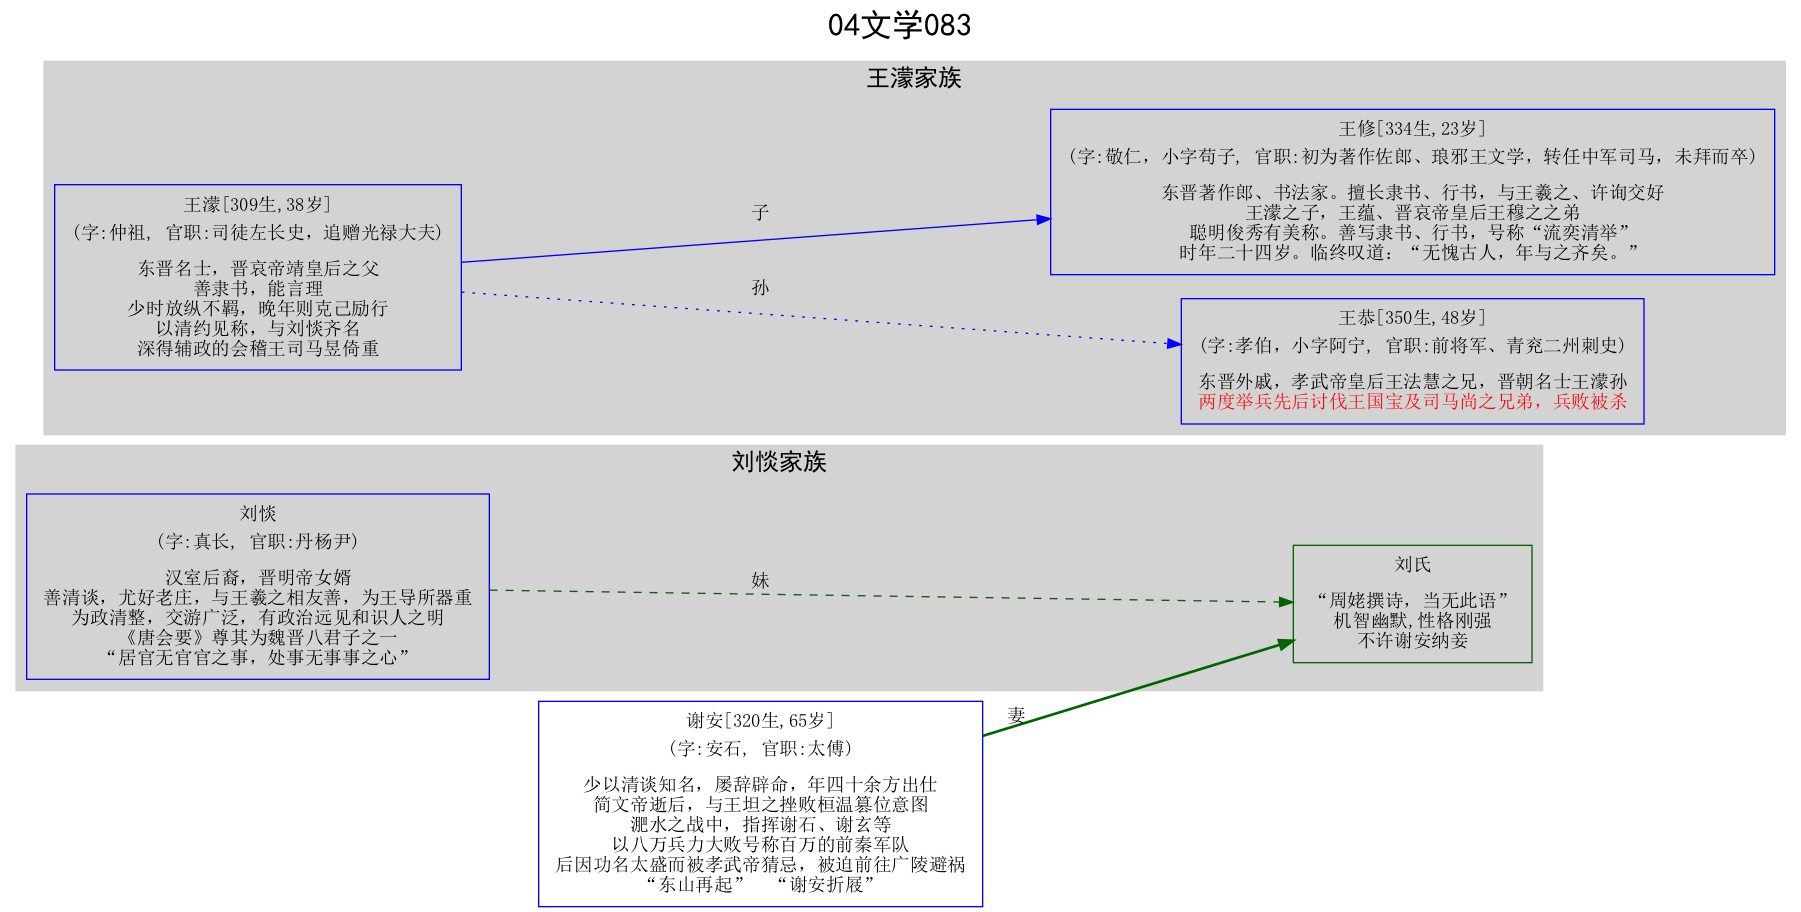 04文学083
王濛家族
王濛[309生,38岁]
(字:仲祖, 官职:司徒左长史，追赠光禄大夫)
东晋名士，晋哀帝靖皇后之父
善隶书，能言理
少时放纵不羁，晚年则克己励行
以清约见称，与刘惔齐名
深得辅政的会稽王司马昱倚重
子
孙
王修[334生,23岁]
(字:敬仁，小字苟子, 官职:初为著作佐郎、琅邪王文学，转任中军司马，未拜而卒)
东晋著作郎、书法家。擅长隶书、行书，与王羲之、许询交好
王濛之子，王蕴、晋哀帝皇后王穆之之弟
聪明俊秀有美称。善写隶书、行书，号称“流奕清举”
时年二十四岁。临终叹道：“无愧古人，年与之齐矣。”
王恭[350生,48岁]
(字:孝伯，小字阿宁, 官职:前将军、青兖二州刺史)
东晋外戚，孝武帝皇后王法慧之兄，晋朝名士王濛孙
两度举兵先后讨伐王国宝及司马尚之兄弟，兵败被杀
刘惔家族
刘惔
(字:真长, 官职:丹杨尹)
汉室后裔，晋明帝女婿
善清谈，尤好老庄，与王羲之相友善，为王导所器重
为政清整，交游广泛，有政治远见和识人之明
《唐会要》尊其为魏晋八君子之一
“居官无官官之事，处事无事事之心”
妹
刘氏
“周姥撰诗，当无此语”
机智幽默,性格刚强
不许谢安纳妾
妻
谢安[320生,65岁]
(字:安石, 官职:太傅)
少以清谈知名，屡辞辟命，年四十余方出仕
简文帝逝后，与王坦之挫败桓温篡位意图
淝水之战中，指挥谢石、谢玄等
以八万兵力大败号称百万的前秦军队
后因功名太盛而被孝武帝猜忌，被迫前往广陵避祸
“东山再起”  “谢安折屐”